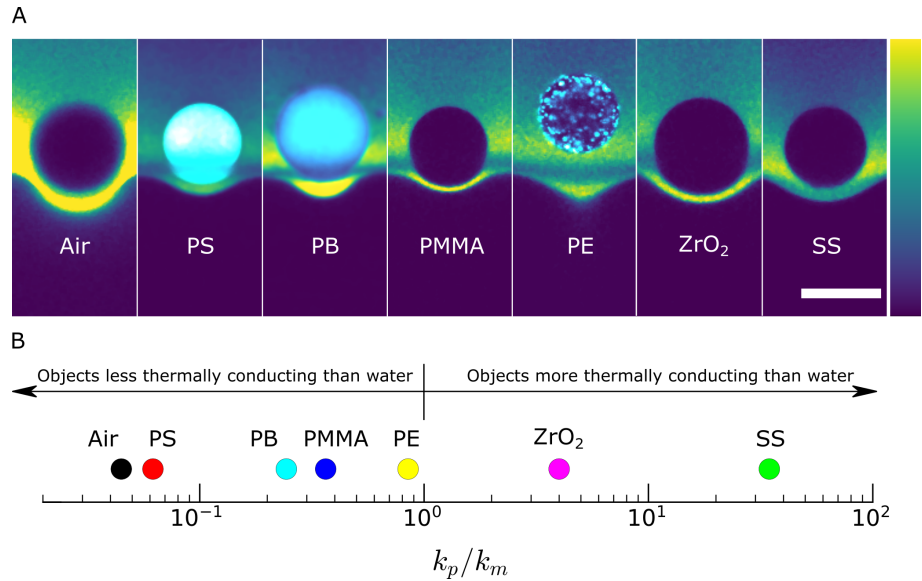 A
Air PS PB PMMA PE ZrO₂ SS
B
Objects less thermally conducting than water Objects more thermally conducting than water
Air PS PB PMMA PE ZrO₂ SS
10⁻¹ 10⁰ 10¹ 10²
kₚ/kₘ